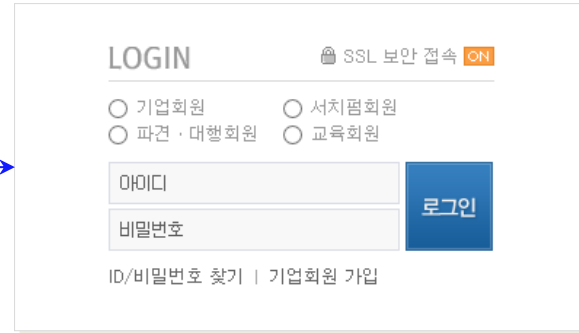 LOGIN SSL 보안 접속 ON
기업회원 서치펌회원
파견 · 대행회원 교육회원
아이디
로그인
비밀번호
ID/비밀번호 찾기 | 기업회원 가입